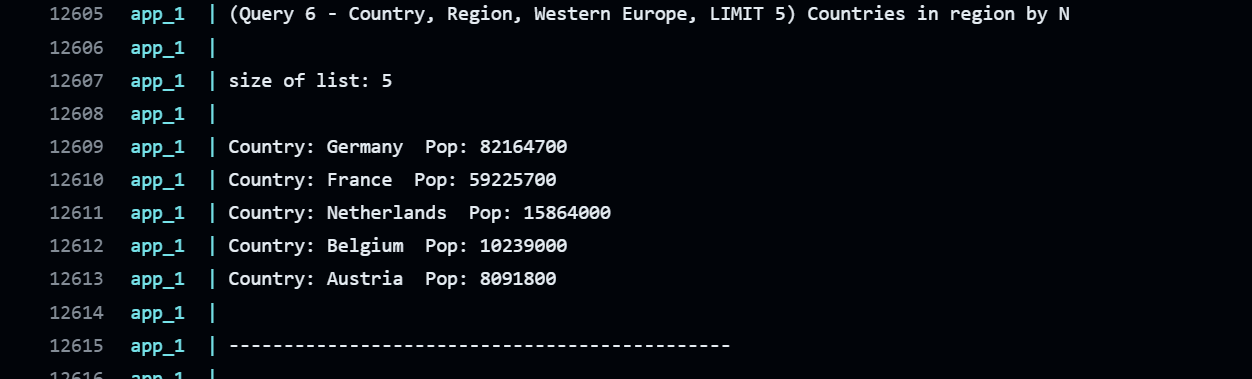 12605 app_1 | (Query 6 - Country, Region, Western Europe, LIMIT 5) Countries in region by N
12606 app_1 |
12607 app_1 | size of list: 5
12608 app_1 |
12609 app_1 | Country: Germany  Pop: 82164700
12610 app_1 | Country: France  Pop: 59225700
12611 app_1 | Country: Netherlands  Pop: 15864000
12612 app_1 | Country: Belgium  Pop: 10239000
12613 app_1 | Country: Austria  Pop: 8091800
12614 app_1 |
12615 app_1 | ----------------------------------------------
12616 app_1 |